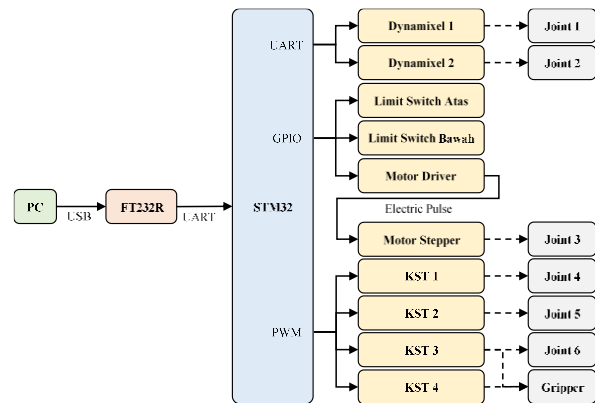 Dynamixel 1
Joint 1
UART
Dynamixel 2
Joint 2
Limit Switch Atas
GPIO
Limit Switch Bawah
Motor Driver
PC
USB
FT232R
UART
STM32
Electric Pulse
Motor Stepper
Joint 3
KST 1
Joint 4
KST 2
Joint 5
PWM
KST 3
Joint 6
KST 4
Gripper